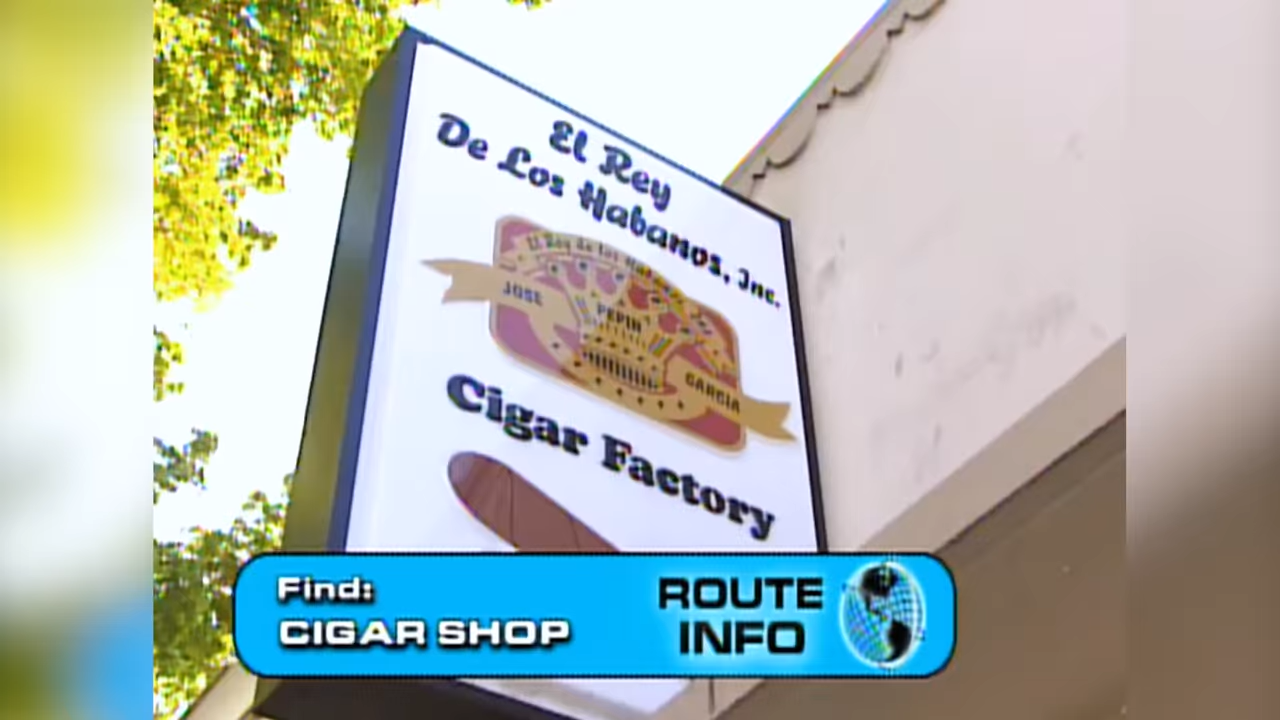 El Rey
De Los Habanos, Inc.
El Rey de los Habanos
JOSE
PEPIN
GARCIA
Cigar Factory
Find:
CIGAR SHOP
ROUTE
INFO